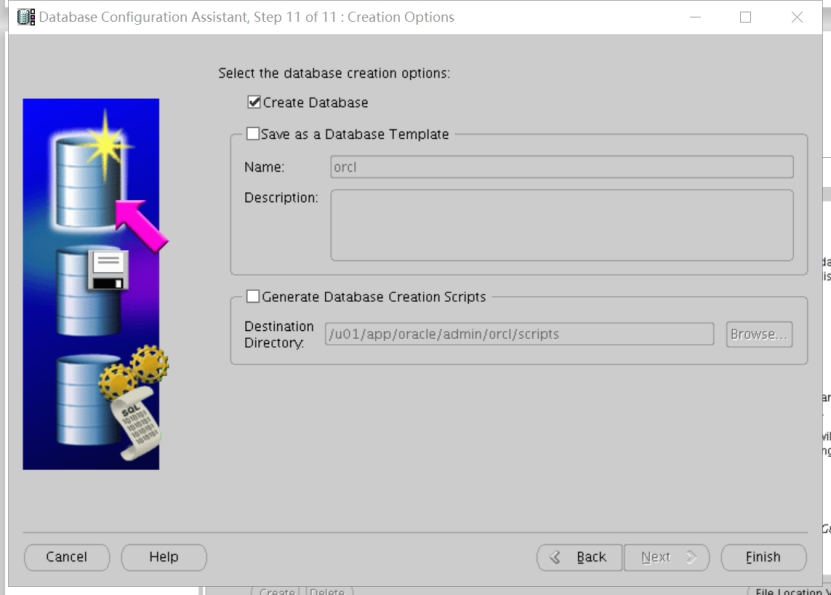 Database Configuration Assistant, Step 11 of 11 : Creation Options
Select the database creation options:
Create Database
Save as a Database Template
Name:
orcl
Description:
Generate Database Creation Scripts
Destination
Directory:
/u01/app/oracle/admin/orcl/scripts
Browse...
SQL
Cancel
Help
Back
Next
Finish
Create
Delete
File Location